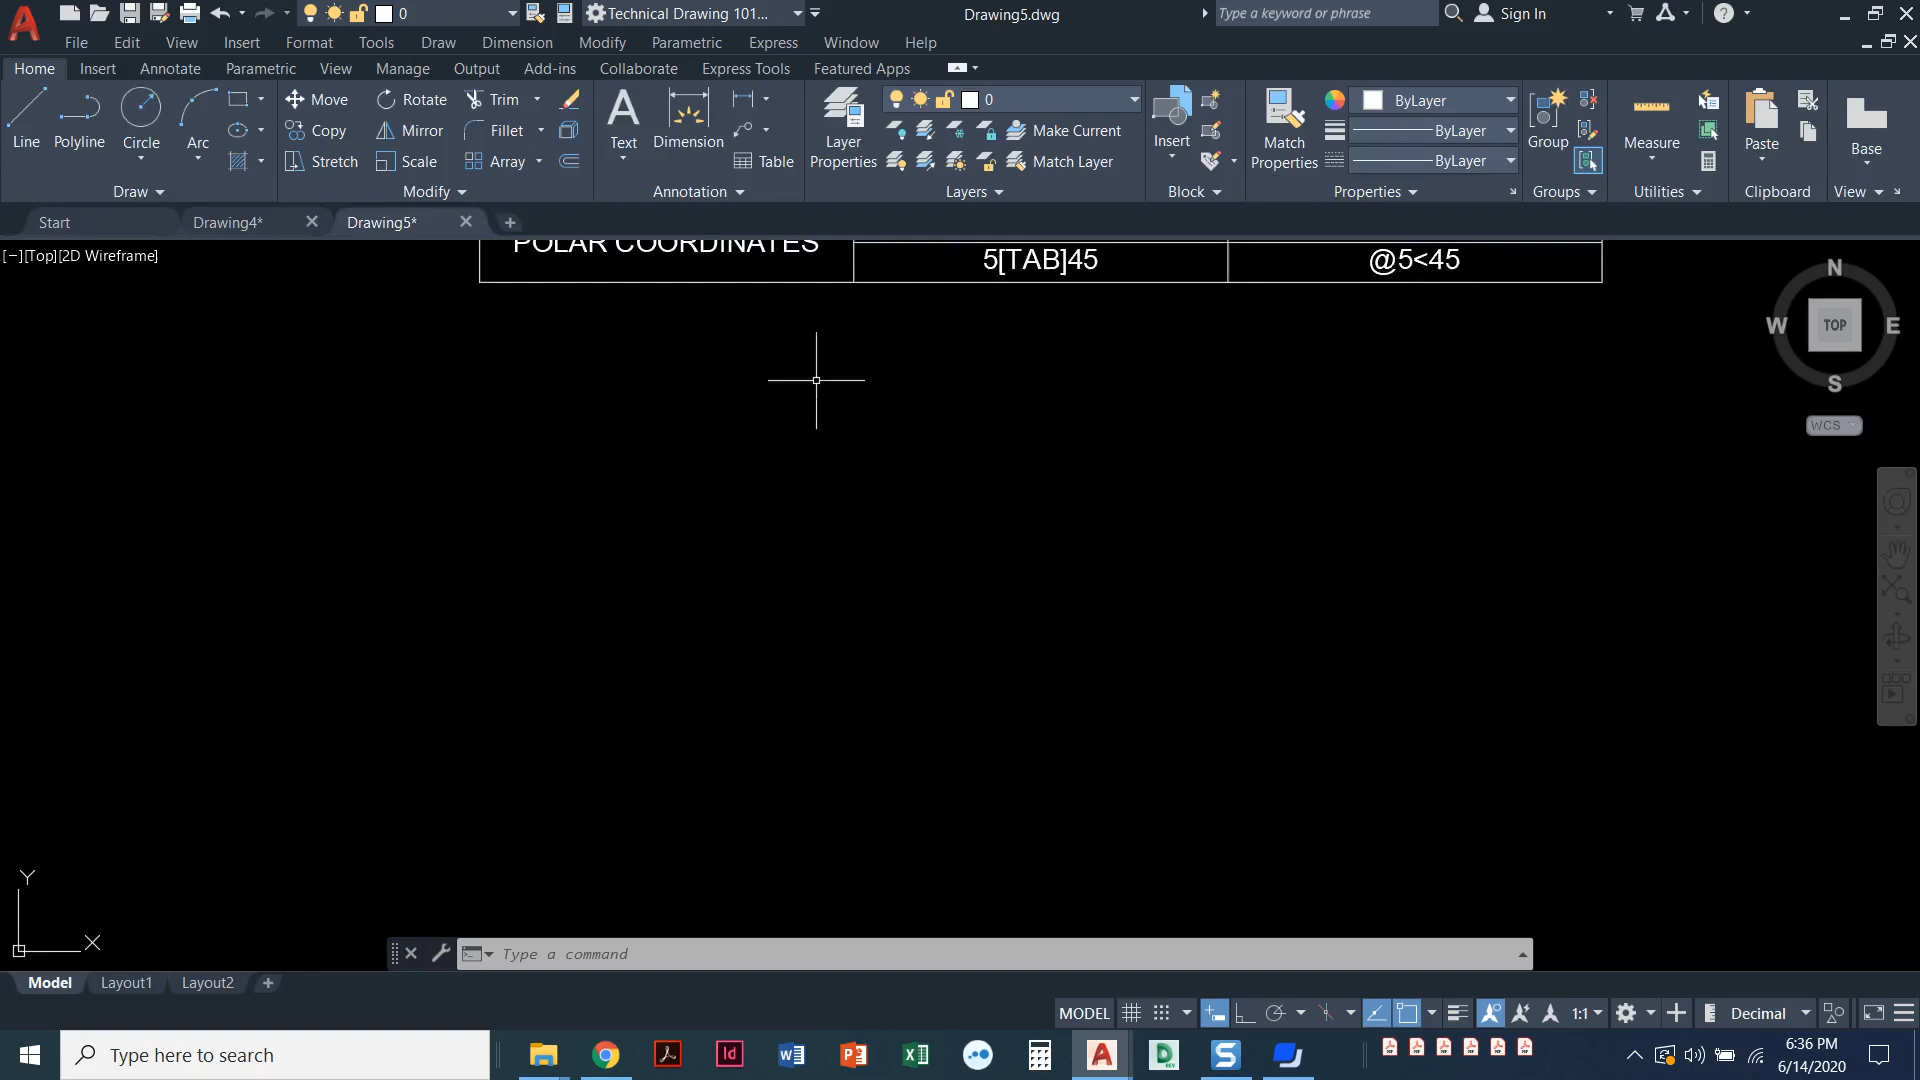 0
Technical Drawing 101...
Drawing5.dwg
Type a keyword or phrase
Sign In
File Edit View Insert Format Tools Draw Dimension Modify Parametric Express Window Help
Home Insert Annotate Parametric View Manage Output Add-ins Collaborate Express Tools Featured Apps
Line Polyline Circle Arc
Move Rotate Trim
Copy Mirror Fillet
Stretch Scale Array
Text Dimension Table
Layer Properties
0
Make Current
Match Layer
Insert
Match Properties
ByLayer
ByLayer
ByLayer
Group
Measure
Paste
Base
Draw Modify Annotation Layers Block Properties Groups Utilities Clipboard View
Start Drawing4* Drawing5*
[−][Top][2D Wireframe]
POLAR COORDINATES
5[TAB]45 @5<45
N
W TOP E
S
WCS
Y
X
Type a command
Model Layout1 Layout2
MODEL 1:1 Decimal
Type here to search
6:36 PM
6/14/2020